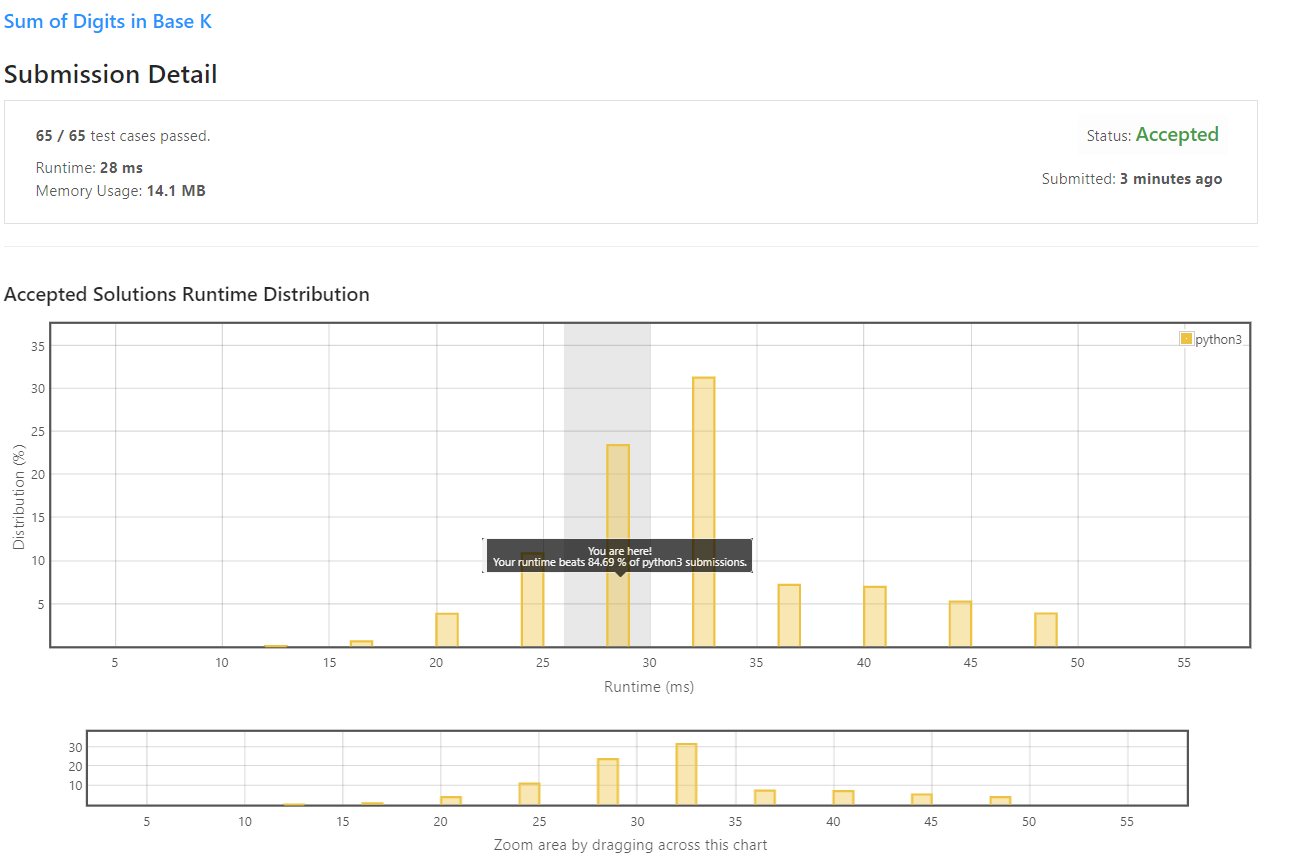 Sum of Digits in Base K
Submission Detail
65 / 65 test cases passed.
Status: Accepted
Runtime: 28 ms
Memory Usage: 14.1 MB
Submitted: 3 minutes ago
Accepted Solutions Runtime Distribution
python3
Distribution (%)
35
30
25
20
15
10
5
You are here!
Your runtime beats 84.69 % of python3 submissions.
5 10 15 20 25 30 35 40 45 50 55
Runtime (ms)
30
20
10
5 10 15 20 25 30 35 40 45 50 55
Zoom area by dragging across this chart